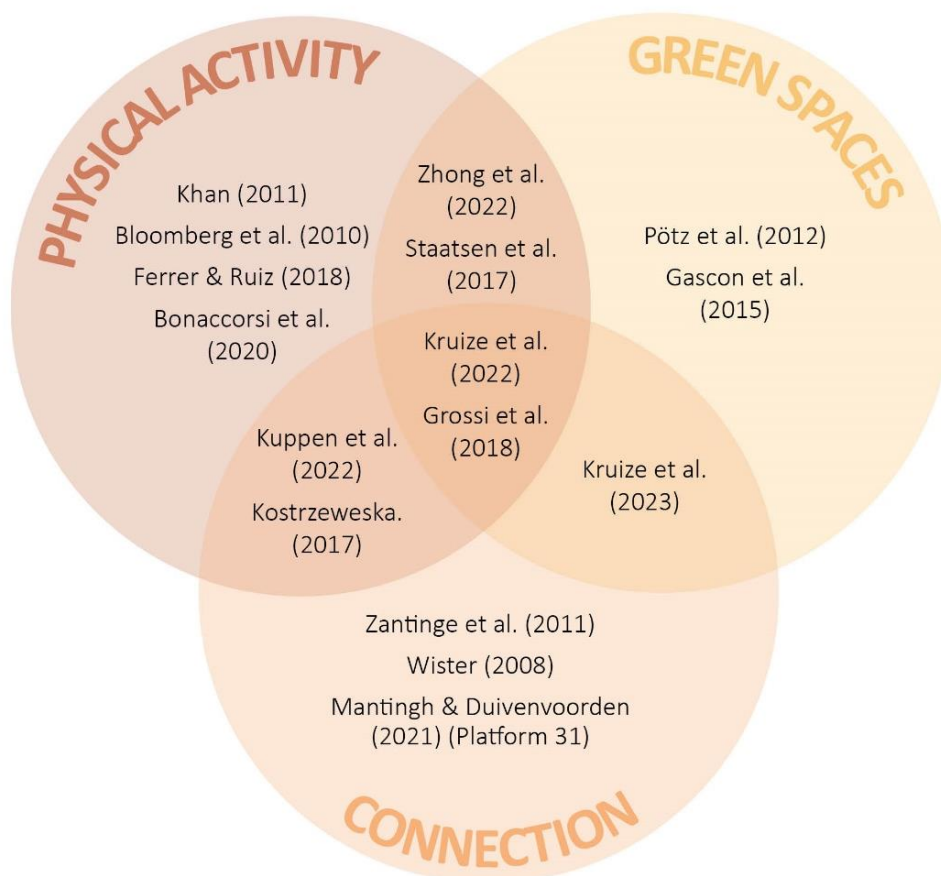 PHYSICAL ACTIVITY
GREEN SPACES
Khan (2011)
Bloomberg et al. (2010)
Ferrer & Ruiz (2018)
Bonaccorsi et al.
(2020)
Zhong et al.
(2022)
Staatsen et al.
(2017)
Pötz et al. (2012)
Gascon et al.
(2015)
Kruize et al.
(2022)
Grossi et al.
(2018)
Kuppen et al.
(2022)
Kostrzeweska.
(2017)
Kruize et al.
(2023)
Zantinge et al. (2011)
Wister (2008)
Mantingh & Duivenvoorden
(2021) (Platform 31)
CONNECTION